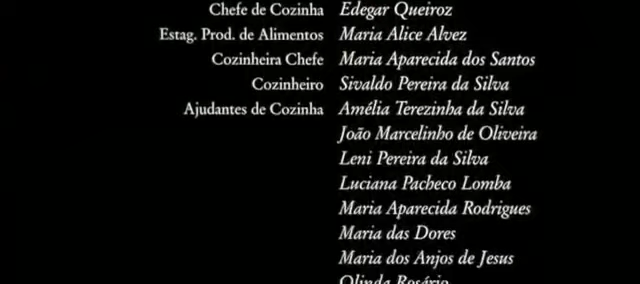 Chefe de Cozinha Edegar Queiroz
Estag. Prod. de Alimentos Maria Alice Alvez
Cozinheira Chefe Maria Aparecida dos Santos
Cozinheiro Sivaldo Pereira da Silva
Ajudantes de Cozinha Amélia Terezinha da Silva
João Marcelinho de Oliveira
Leni Pereira da Silva
Luciana Pacheco Lomba
Maria Aparecida Rodrigues
Maria das Dores
Maria dos Anjos de Jesus
Olinda Rosário